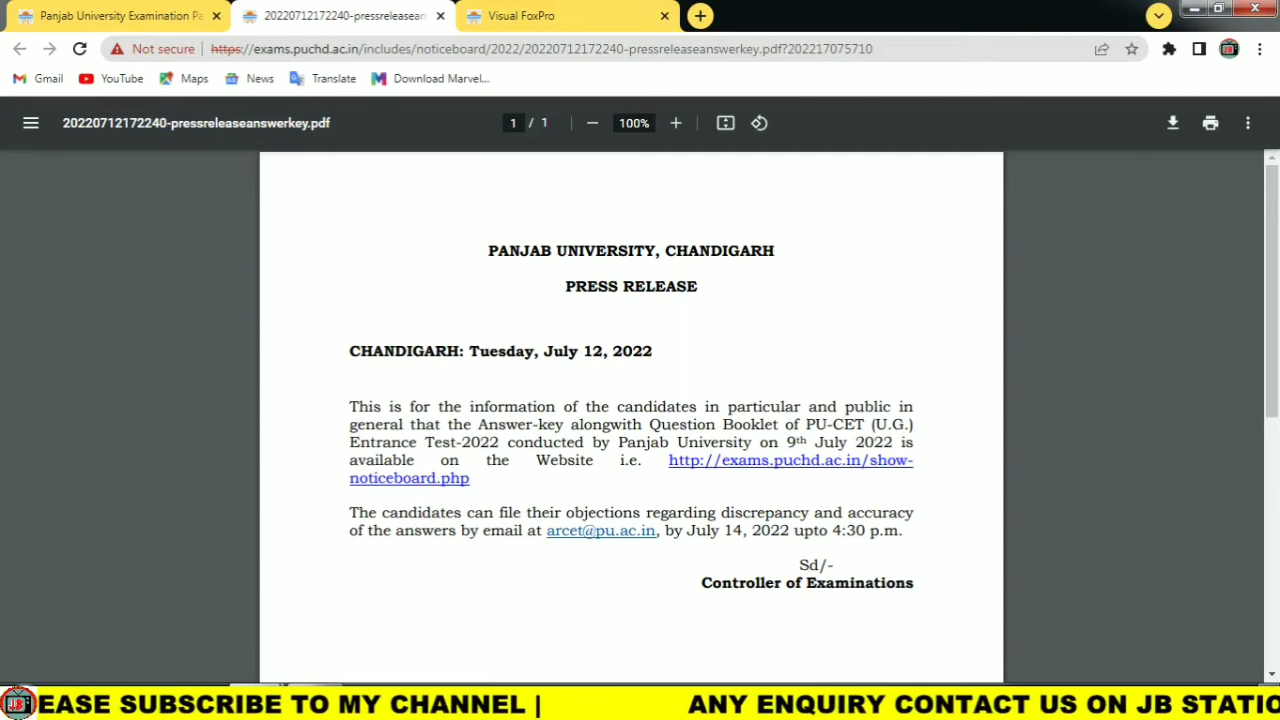 Panjab University Examination Pa
20220712172240-pressreleasean
Visual FoxPro
Not secure
https://exams.puchd.ac.in/includes/noticeboard/2022/20220712172240-pressreleaseanswerkey.pdf?202217075710
Gmail
YouTube
Maps
News
Translate
Download Marvel...
20220712172240-pressreleaseanswerkey.pdf
1 / 1
100%
PANJAB UNIVERSITY, CHANDIGARH
PRESS RELEASE
CHANDIGARH: Tuesday, July 12, 2022
This is for the information of the candidates in particular and public in
general that the Answer-key alongwith Question Booklet of PU-CET (U.G.)
Entrance Test-2022 conducted by Panjab University on 9th July 2022 is
available on the Website i.e. http://exams.puchd.ac.in/show-
noticeboard.php
The candidates can file their objections regarding discrepancy and accuracy
of the answers by email at arcet@pu.ac.in, by July 14, 2022 upto 4:30 p.m.
Sd/-
Controller of Examinations
JB
EASE SUBSCRIBE TO MY CHANNEL |
ANY ENQUIRY CONTACT US ON JB STATIO